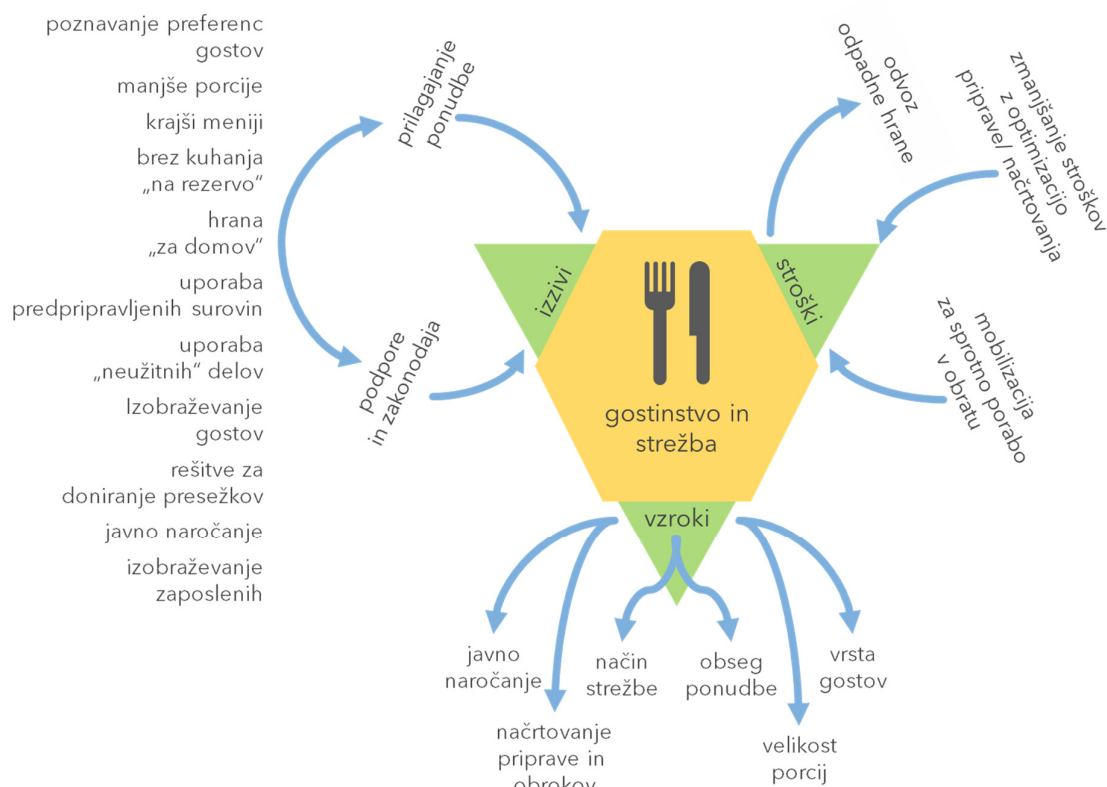 poznavanje preferenc
gostov
manjše porcije
krajši meniji
brez kuhanja
„na rezervo“
hrana
„za domov“
uporaba
predpripravljenih surovin
uporaba
„neužitnih“ delov
Izobraževanje
gostov
rešitve za
doniranje presežkov
javno naročanje
izobraževanje
zaposlenih
prilagajanje
ponudbe
podpore
in zakonodaja
izzivi
gostinstvo in
strežba
stroški
odvoz
odpadne hrane
zmanjšanje stroškov
z optimizacijo
priprave/ načrtovanja
mobilizacija
za sprotno porabo
v obratu
vzroki
javno
naročanje
načrtovanje
priprave in
obrokov
način
strežbe
obseg
ponudbe
velikost
porcij
vrsta
gostov